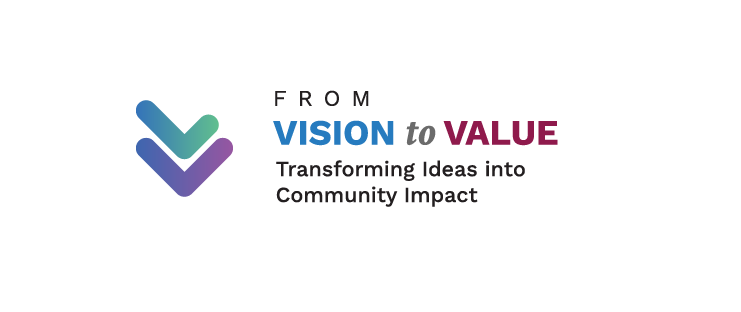 FROM
VISION to VALUE
Transforming Ideas into
Community Impact